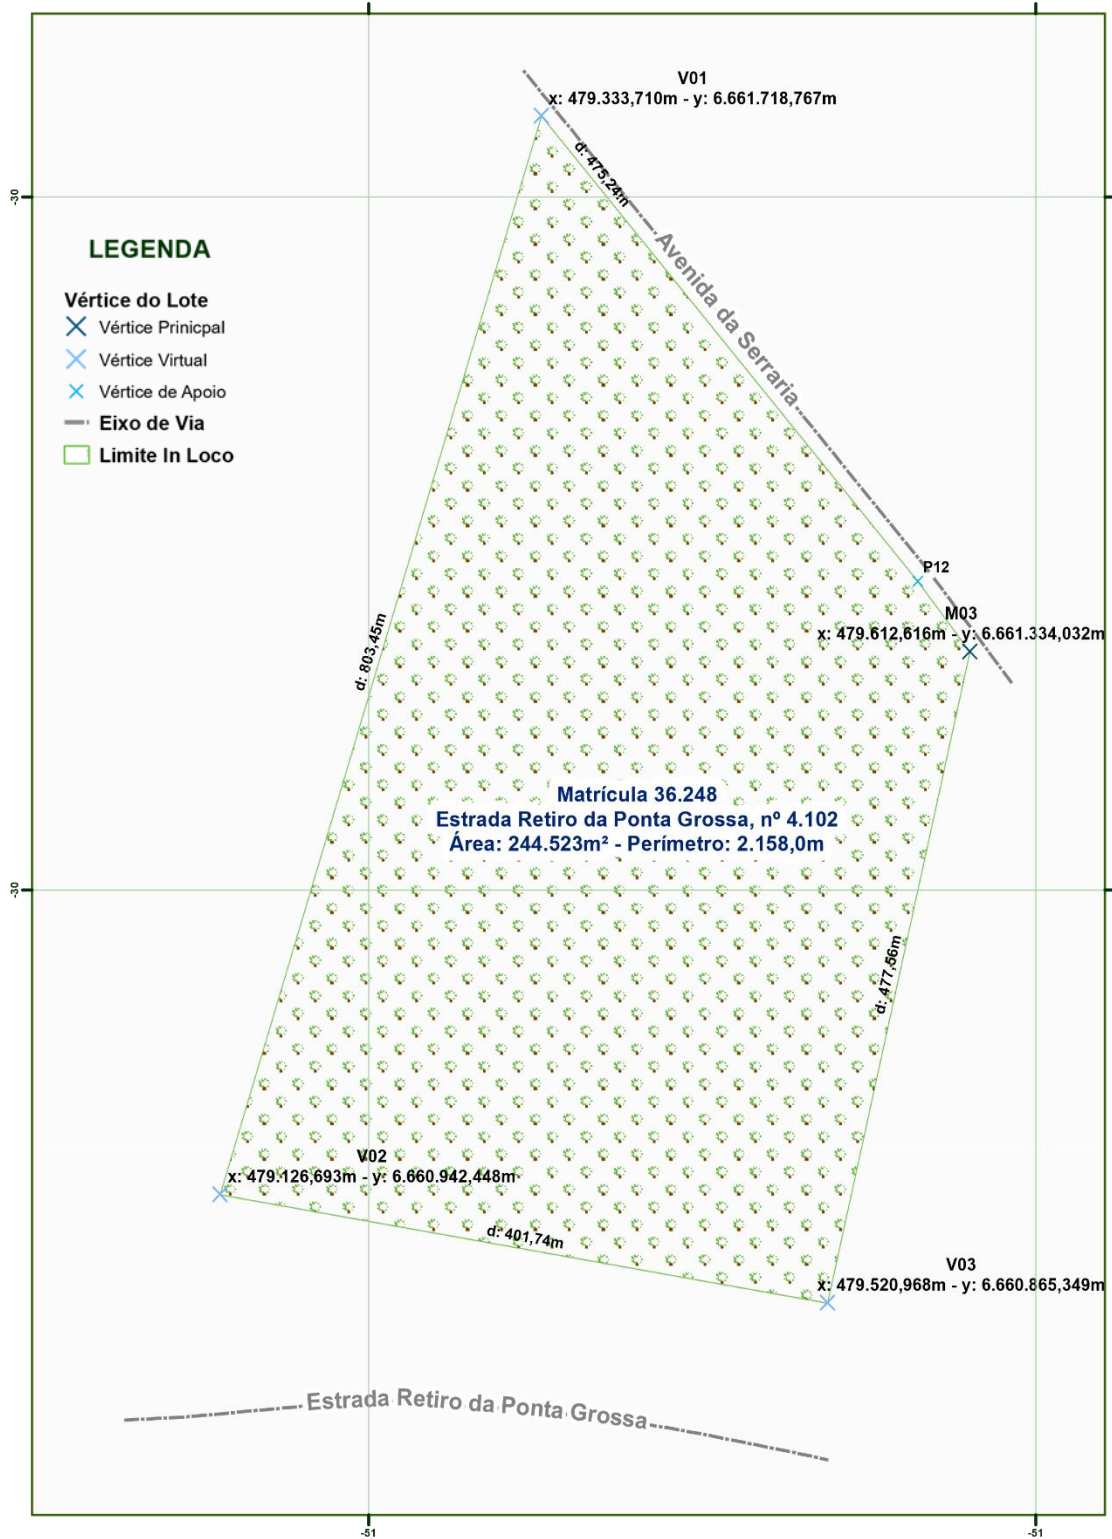 V01
x: 479.333,710m - y: 6.661.718,767m
d: 475,24m
-30
Avenida da Serraria
LEGENDA
Vértice do Lote
Vértice Prinicpal
Vértice Virtual
Vértice de Apoio
Eixo de Via
Limite In Loco
P12
M03
x: 479.612,616m - y: 6.661.334,032m
d: 803,45m
Matrícula 36.248
Estrada Retiro da Ponta Grossa, nº 4.102
Área: 244.523m² - Perímetro: 2.158,0m
-30
d: 477,56m
V02
x: 479.126,693m - y: 6.660.942,448m
d: 401,74m
V03
x: 479.520,968m - y: 6.660.865,349m
Estrada Retiro da Ponta Grossa
-51
-51